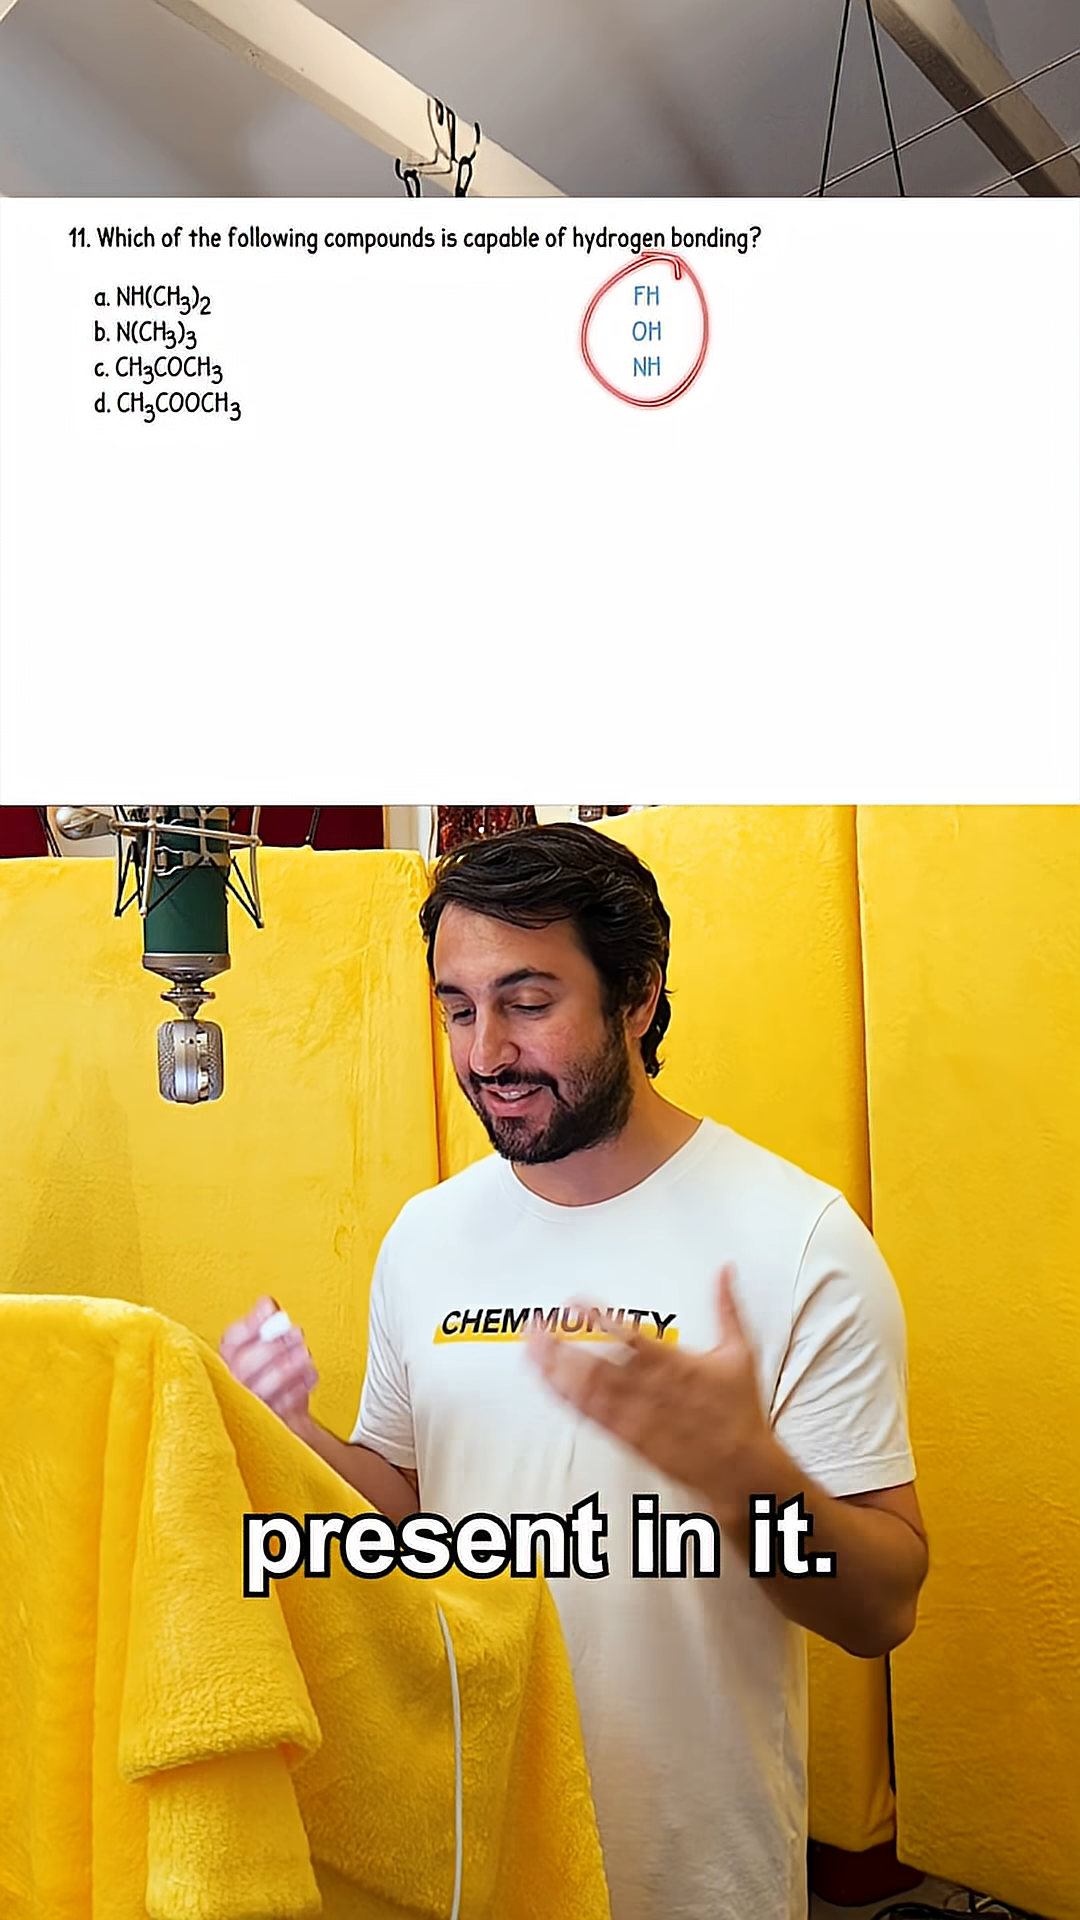 11. Which of the following compounds is capable of hydrogen bonding?
a. NH(CH₃)₂
b. N(CH₃)₃
c. CH₃COCH₃
d. CH₃COOCH₃
FH
OH
NH
CHEMMUNITY
present in it.